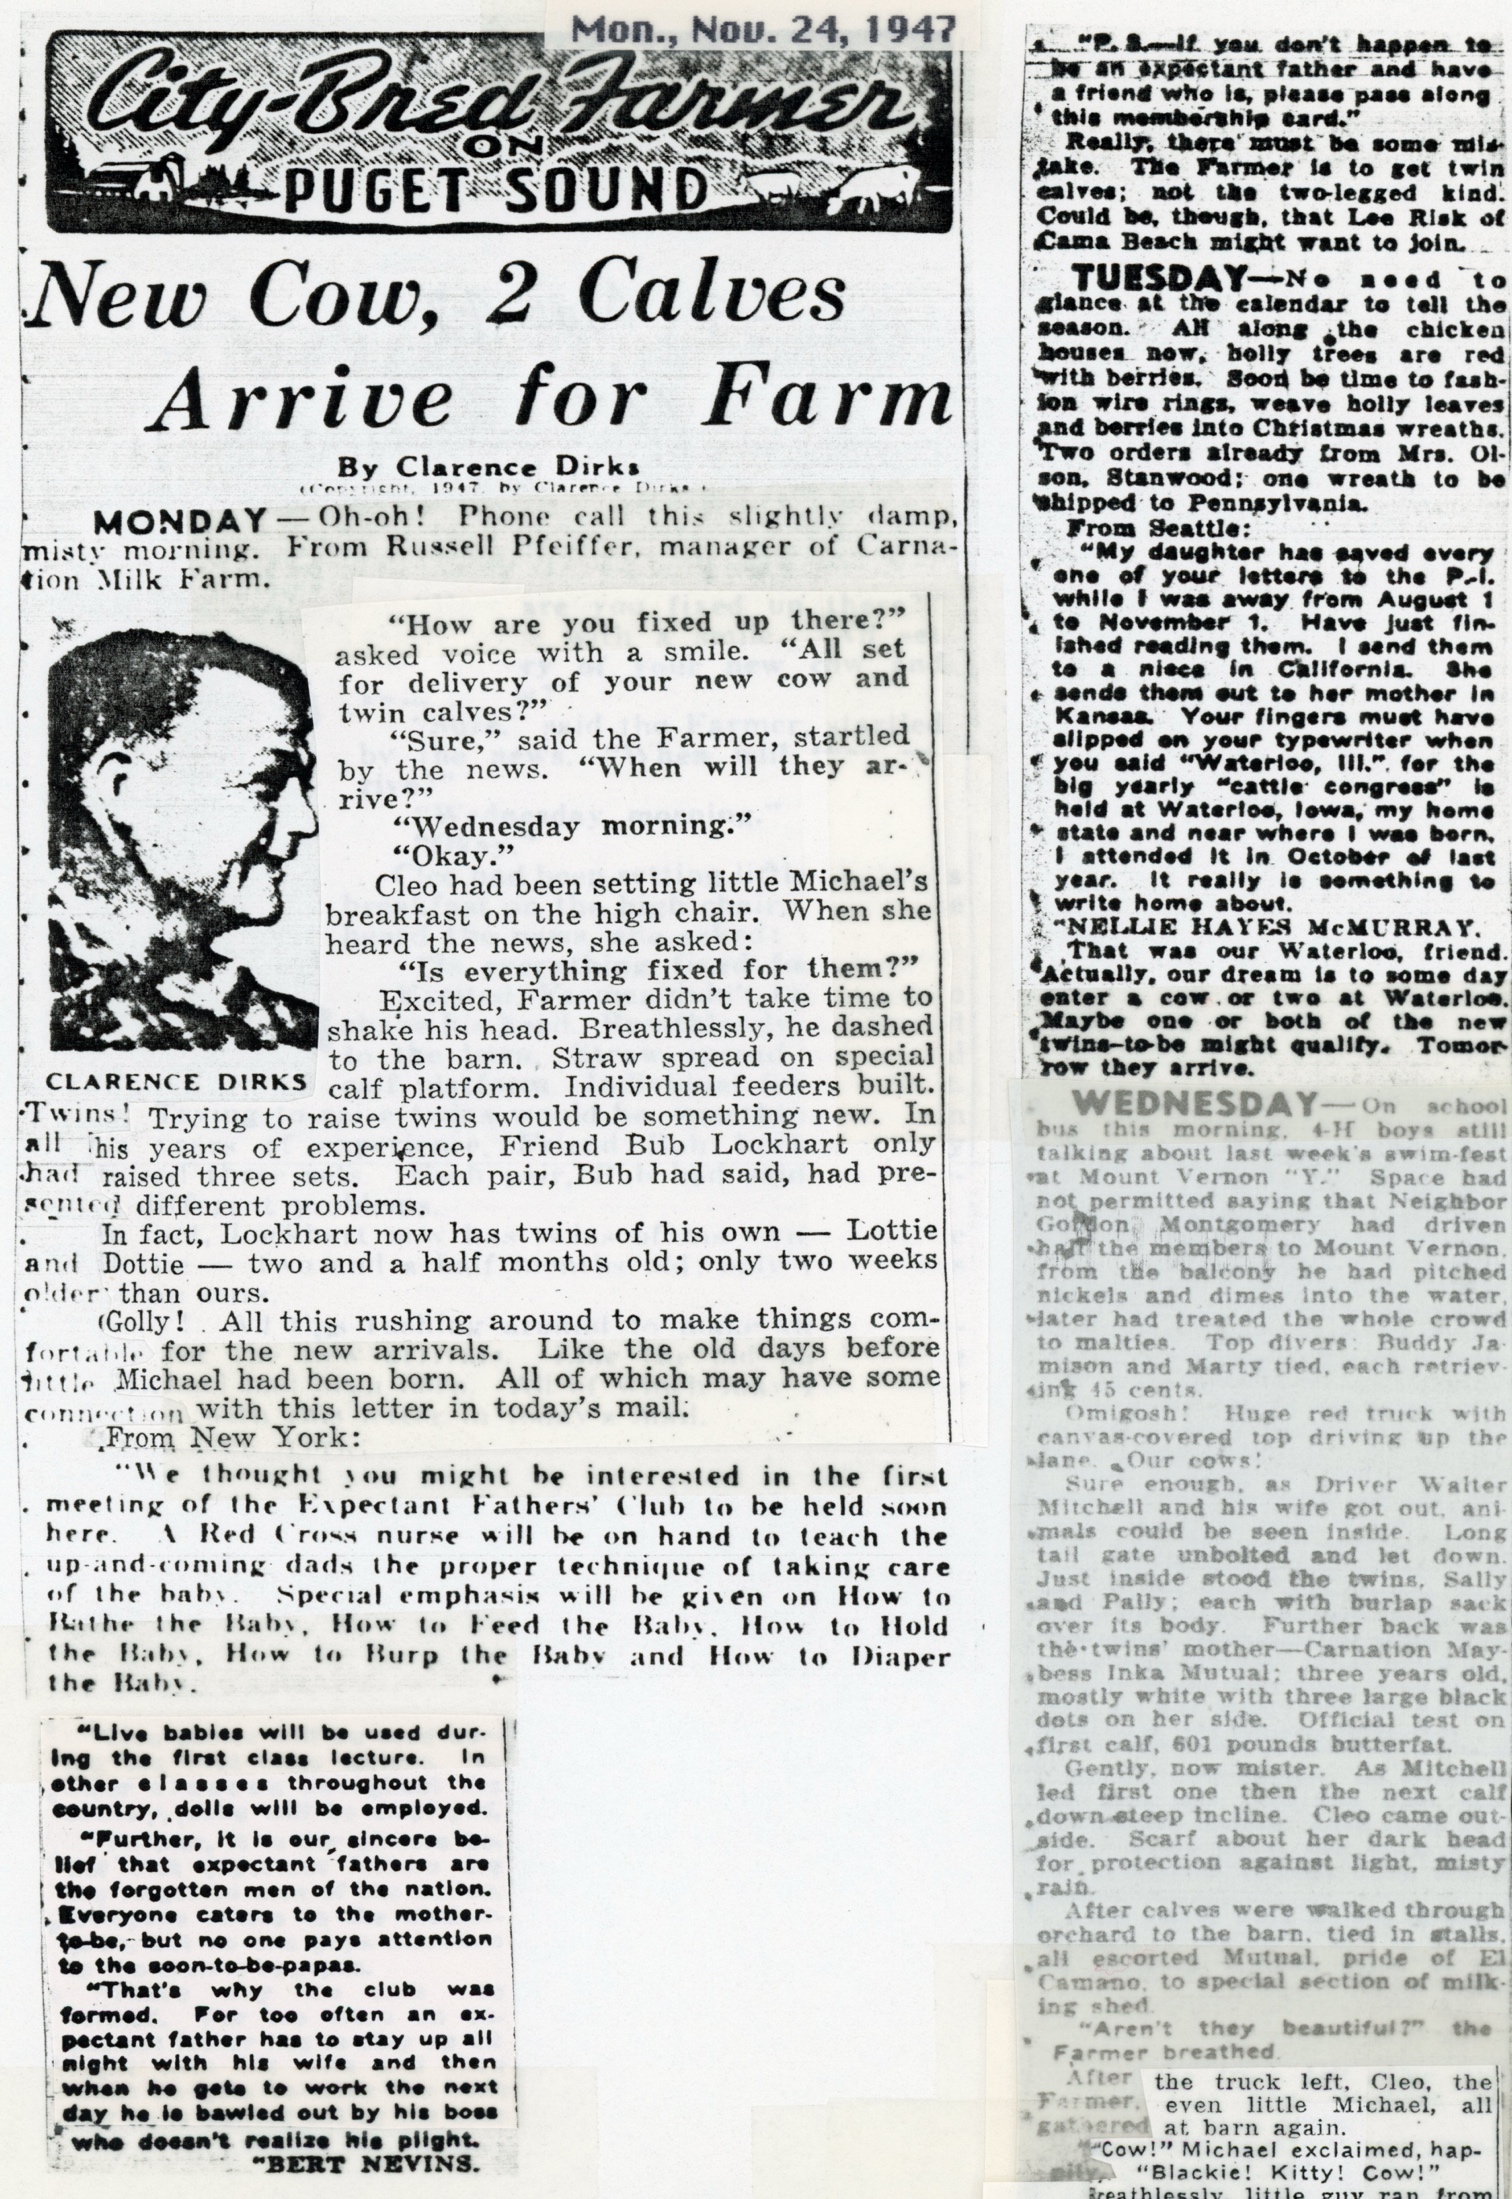 Mon., Nov. 24, 1947
City-Bred Farmer
ON
PUGET SOUND
New Cow, 2 Calves
Arrive for Farm
By Clarence Dirks
(Copyright, 1947, by Clarence Dirks.)
MONDAY—Oh-oh! Phone call this slightly damp,
misty morning. From Russell Pfeiffer, manager of Carna-
tion Milk Farm.
"How are you fixed up there?"
asked voice with a smile. "All set
for delivery of your new cow and
twin calves?"
"Sure," said the Farmer, startled
by the news. "When will they ar-
rive?"
"Wednesday morning."
"Okay."
Cleo had been setting little Michael's
breakfast on the high chair. When she
heard the news, she asked:
"Is everything fixed for them?"
Excited, Farmer didn't take time to
shake his head. Breathlessly, he dashed
to the barn. Straw spread on special
calf platform. Individual feeders built.
CLARENCE DIRKS
Twins! Trying to raise twins would be something new. In
all his years of experience, Friend Bub Lockhart only
had raised three sets. Each pair, Bub had said, had pre-
sented different problems.
In fact, Lockhart now has twins of his own — Lottie
and Dottie — two and a half months old; only two weeks
older than ours.
Golly! All this rushing around to make things com-
fortable for the new arrivals. Like the old days before
little Michael had been born. All of which may have some
connection with this letter in today's mail.
From New York:
"We thought you might be interested in the first
meeting of the Expectant Fathers' Club to be held soon
here. A Red Cross nurse will be on hand to teach the
up-and-coming dads the proper technique of taking care
of the baby. Special emphasis will be given on How to
Bathe the Baby, How to Feed the Baby, How to Hold
the Baby, How to Burp the Baby and How to Diaper
the Baby.
"Live babies will be used dur-
ing the first class lecture. In
other classes throughout the
country, dolls will be employed.
"Further, it is our sincere be-
lief that expectant fathers are
the forgotten men of the nation.
Everyone caters to the mother-
to-be, but no one pays attention
to the soon-to-be-papas.
"That's why the club was
formed. For too often an ex-
pectant father has to stay up all
night with his wife and then
when he gets to work the next
day he is bawled out by his boss
who doesn't realize his plight.
"BERT NEVINS.
"P. S.—If you don't happen to
be an expectant father and have
a friend who is, please pass along
this membership card."
Really, there must be some mis-
take. The Farmer is to get twin
calves; not the two-legged kind.
Could be, though, that Lee Risk of
Cama Beach might want to join.
TUESDAY—No need to
glance at the calendar to tell the
season. All along the chicken
houses now, holly trees are red
with berries. Soon be time to fash-
ion wire rings, weave holly leaves
and berries into Christmas wreaths.
Two orders already from Mrs. Ol-
son, Stanwood; one wreath to be
shipped to Pennsylvania.
From Seattle:
"My daughter has saved every
one of your letters to the P.-I.
while I was away from August 1
to November 1. Have just fin-
ished reading them. I send them
to a niece in California. She
sends them out to her mother in
Kansas. Your fingers must have
slipped on your typewriter when
you said "Waterloo, Ill.". for the
big yearly "cattle congress" is
held at Waterloo, Iowa, my home
state and near where I was born.
I attended it in October of last
year. It really is something to
write home about.
"NELLIE HAYES McMURRAY.
That was our Waterloo, friend.
Actually, our dream is to some day
enter a cow or two at Waterloo.
Maybe one or both of the new
twins-to-be might qualify. Tomor-
row they arrive.
WEDNESDAY—On school
bus this morning, 4-H boys still
talking about last week's swim-fest
at Mount Vernon "Y." Space had
not permitted saying that Neighbor
Gordon Montgomery had driven
half the members to Mount Vernon,
from the balcony he had pitched
nickels and dimes into the water,
later had treated the whole crowd
to malties. Top divers: Buddy Ja-
mison and Marty tied, each retriev-
ing 45 cents.
Omigosh! Huge red truck with
canvas-covered top driving up the
lane. Our cows!
Sure enough, as Driver Walter
Mitchell and his wife got out, ani-
mals could be seen inside. Long
tail gate unbolted and let down.
Just inside stood the twins, Sally
and Pally; each with burlap sack
over its body. Further back was
the twins' mother—Carnation May-
bess Inka Mutual; three years old,
mostly white with three large black
dots on her side. Official test on
first calf, 601 pounds butterfat.
Gently, now mister. As Mitchell
led first one then the next calf
down steep incline. Cleo came out-
side. Scarf about her dark head
for protection against light, misty
rain.
After calves were walked through
orchard to the barn, tied in stalls,
all escorted Mutual, pride of El
Camano, to special section of milk-
ing shed.
"Aren't they beautiful?" the
Farmer breathed.
After the truck left, Cleo, the
Farmer, even little Michael, all
gathered at barn again.
"Cow!" Michael exclaimed, hap-
pily. "Blackie! Kitty! Cow!"
Breathlessly, little guy ran from